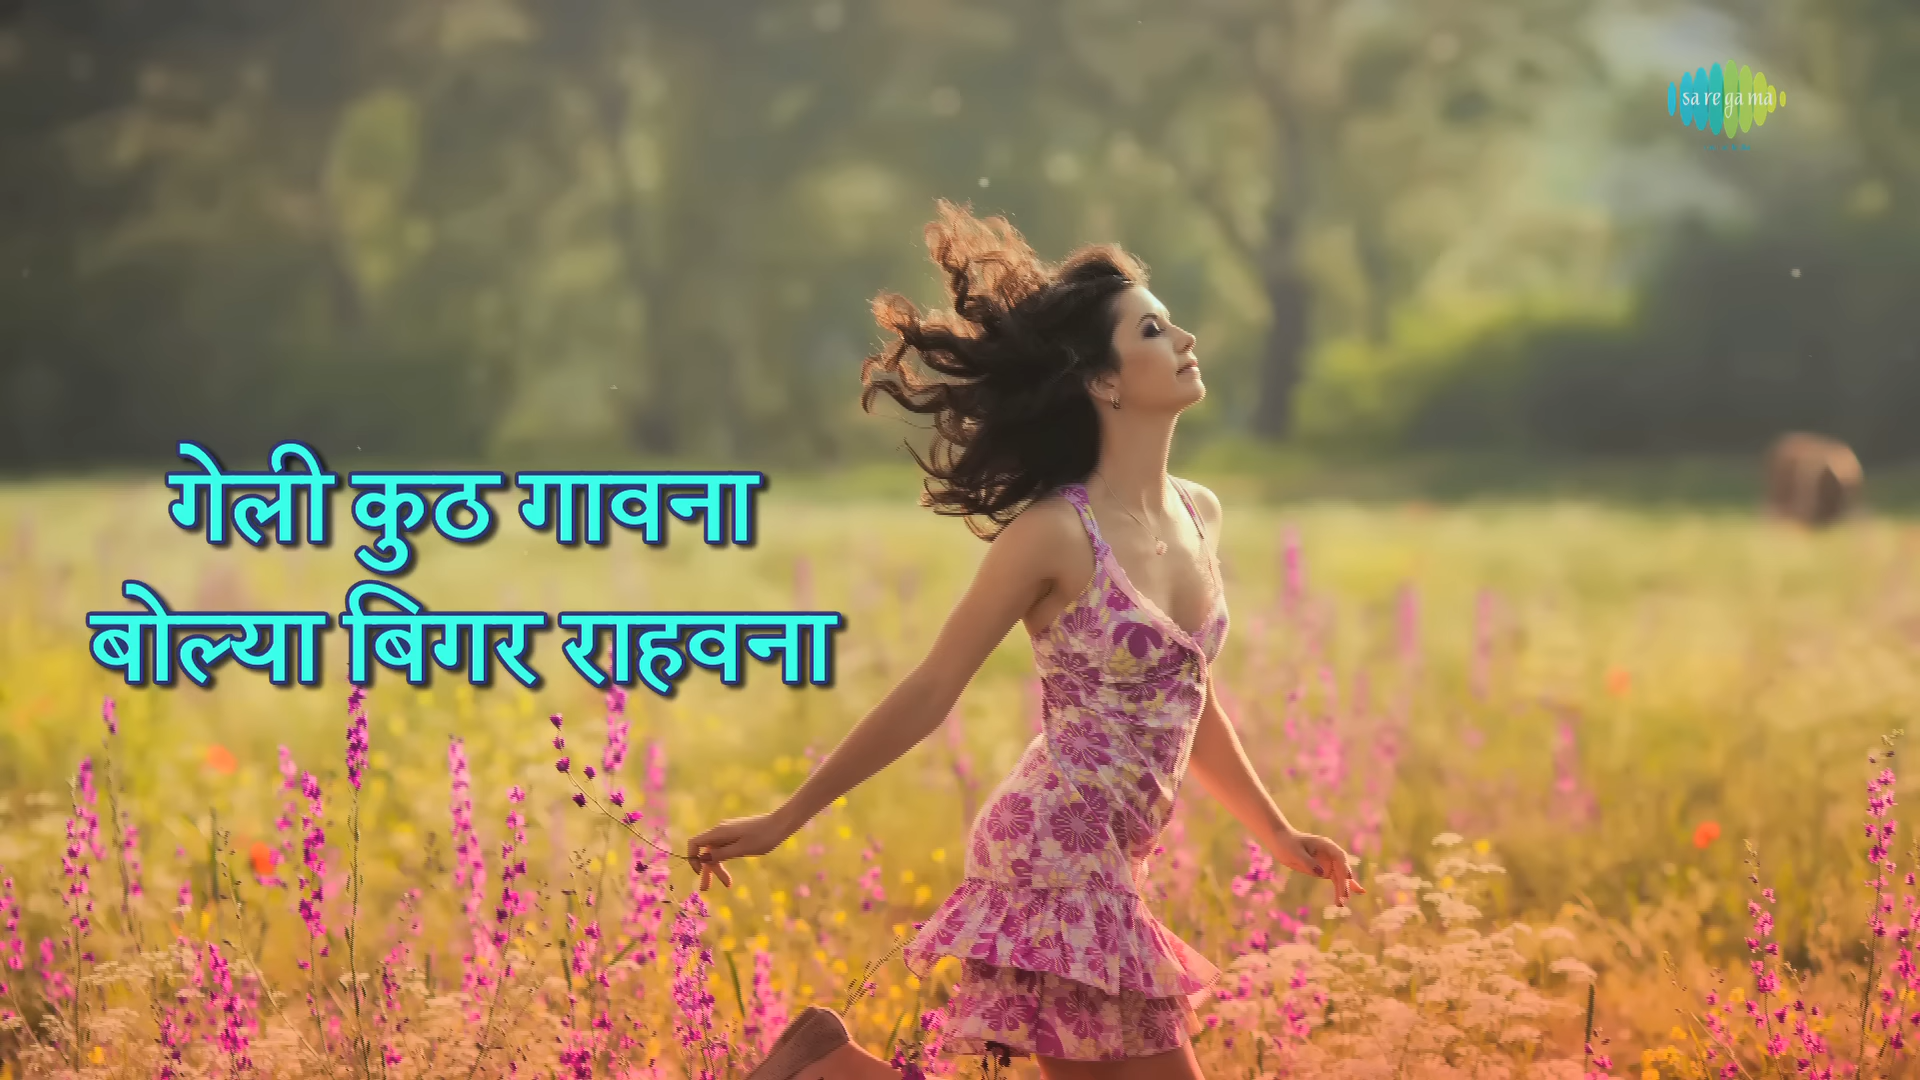 sa re ga ma
गेली कुठ गावना
बोल्या बिगर राहवना